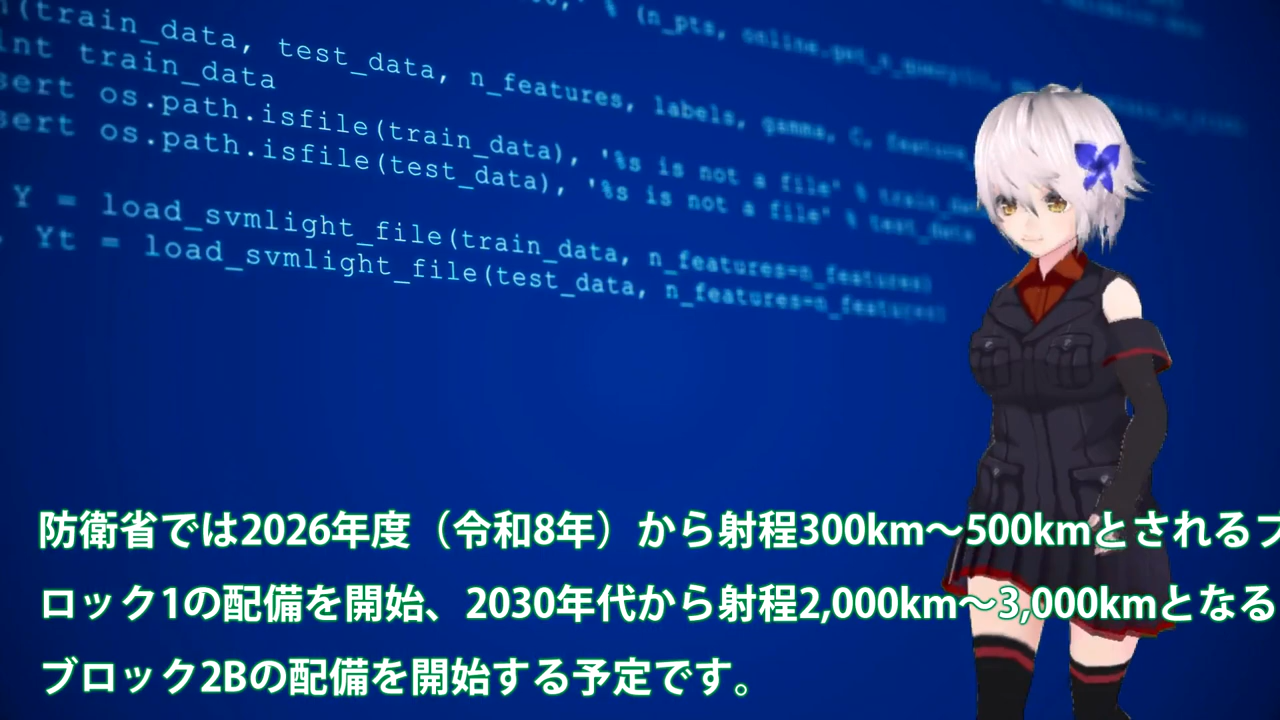 (train_data, test_data, n_features, labels, gamma, C, feature_
int train_data
sert os.path.isfile(train_data), '%s is not a file" % train_da
sert os.path.isfile(test_data), '%s is not a file" % test_data
Y = load_svmlight_file(train_data, n_features=n_features)
, Yt = load_svmlight_file(test_data, n_features=n_features)
防衛省では2026年度（令和8年）から射程300km～500kmとされるブ
ロック1の配備を開始、2030年代から射程2,000km～3,000kmとなる
ブロック2Bの配備を開始する予定です。